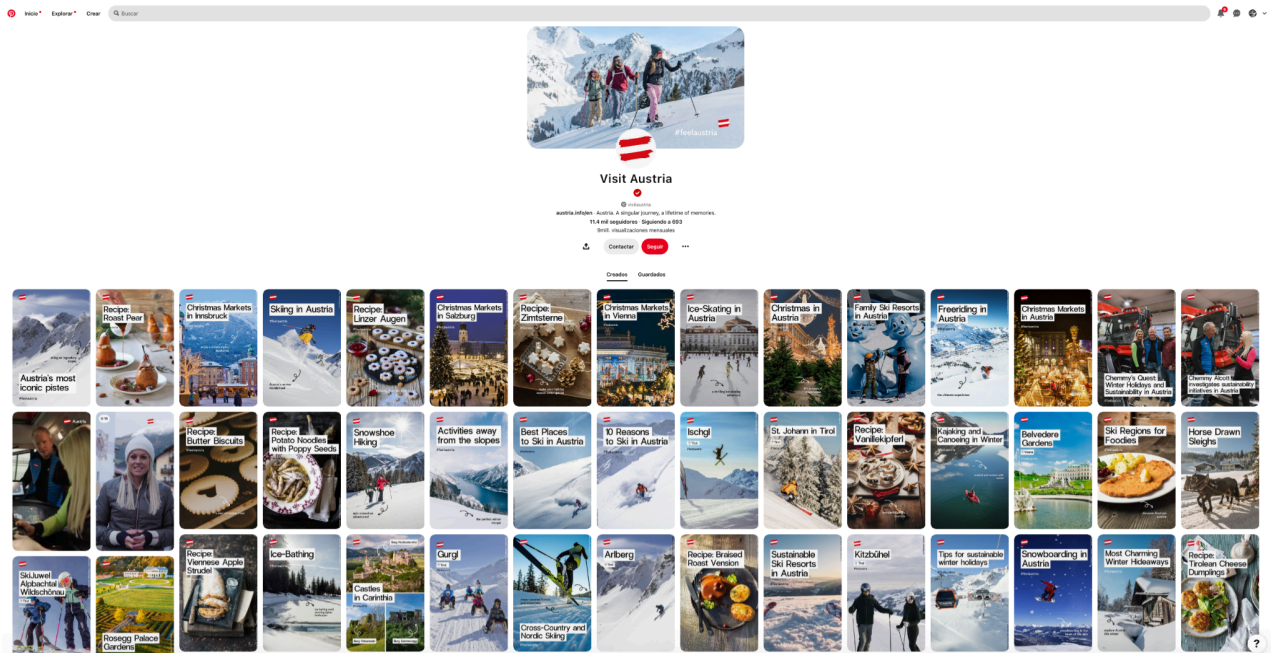 Inicio
Explorar
Crear
Buscar
#feelaustria
Visit Austria
visitaustria
austria.info/en · Austria. A singular journey, a lifetime of memories.
11.4 mil seguidores · Siguiendo a 693
9mill. visualizaciones mensuales
Contactar
Seguir
Creados
Guardados
Austria's most
iconic pistes
Recipe:
Roast Pear
Christmas Markets
in Innsbruck
Skiing in Austria
Recipe:
Linzer Augen
Christmas Markets
in Salzburg
Recipe:
Zimtsterne
Christmas Markets
in Vienna
Ice-Skating in
Austria
Christmas in
Austria
Family Ski Resorts
in Austria
Freeriding in
Austria
Christmas Markets
in Austria
Chemmy's Quest:
Winter Holidays and
Sustainability in Austria
Chemmy Alcott
investigates sustainability
initiatives in Austria
Austria
Recipe:
Butter Biscuits
Recipe:
Potato Noodles
with Poppy Seeds
Snowshoe
Hiking
Activities away
from the slopes
Best Places
to Ski in Austria
10 Reasons
to Ski in Austria
Ischgl
St. Johann in Tirol
Recipe:
Vanillekipferl
Kajaking and
Canoeing in Winter
Belvedere
Gardens
Ski Regions for
Foodies
Horse Drawn
Sleighs
SkiJuwel
Alpbachtal
Wildschönau
Rosegg Palace
Gardens
Recipe:
Viennese Apple
Strudel
Ice-Bathing
Castles
in Carinthia
Gurgl
Cross-Country and
Nordic Skiing
Arlberg
Recipe: Braised
Roast Vension
Sustainable
Ski Resorts
in Austria
Kitzbühel
Tips for sustainable
winter holidays
Snowboarding in
Austria
Most Charming
Winter Hideaways
Recipe:
Tirolean Cheese
Dumplings
?